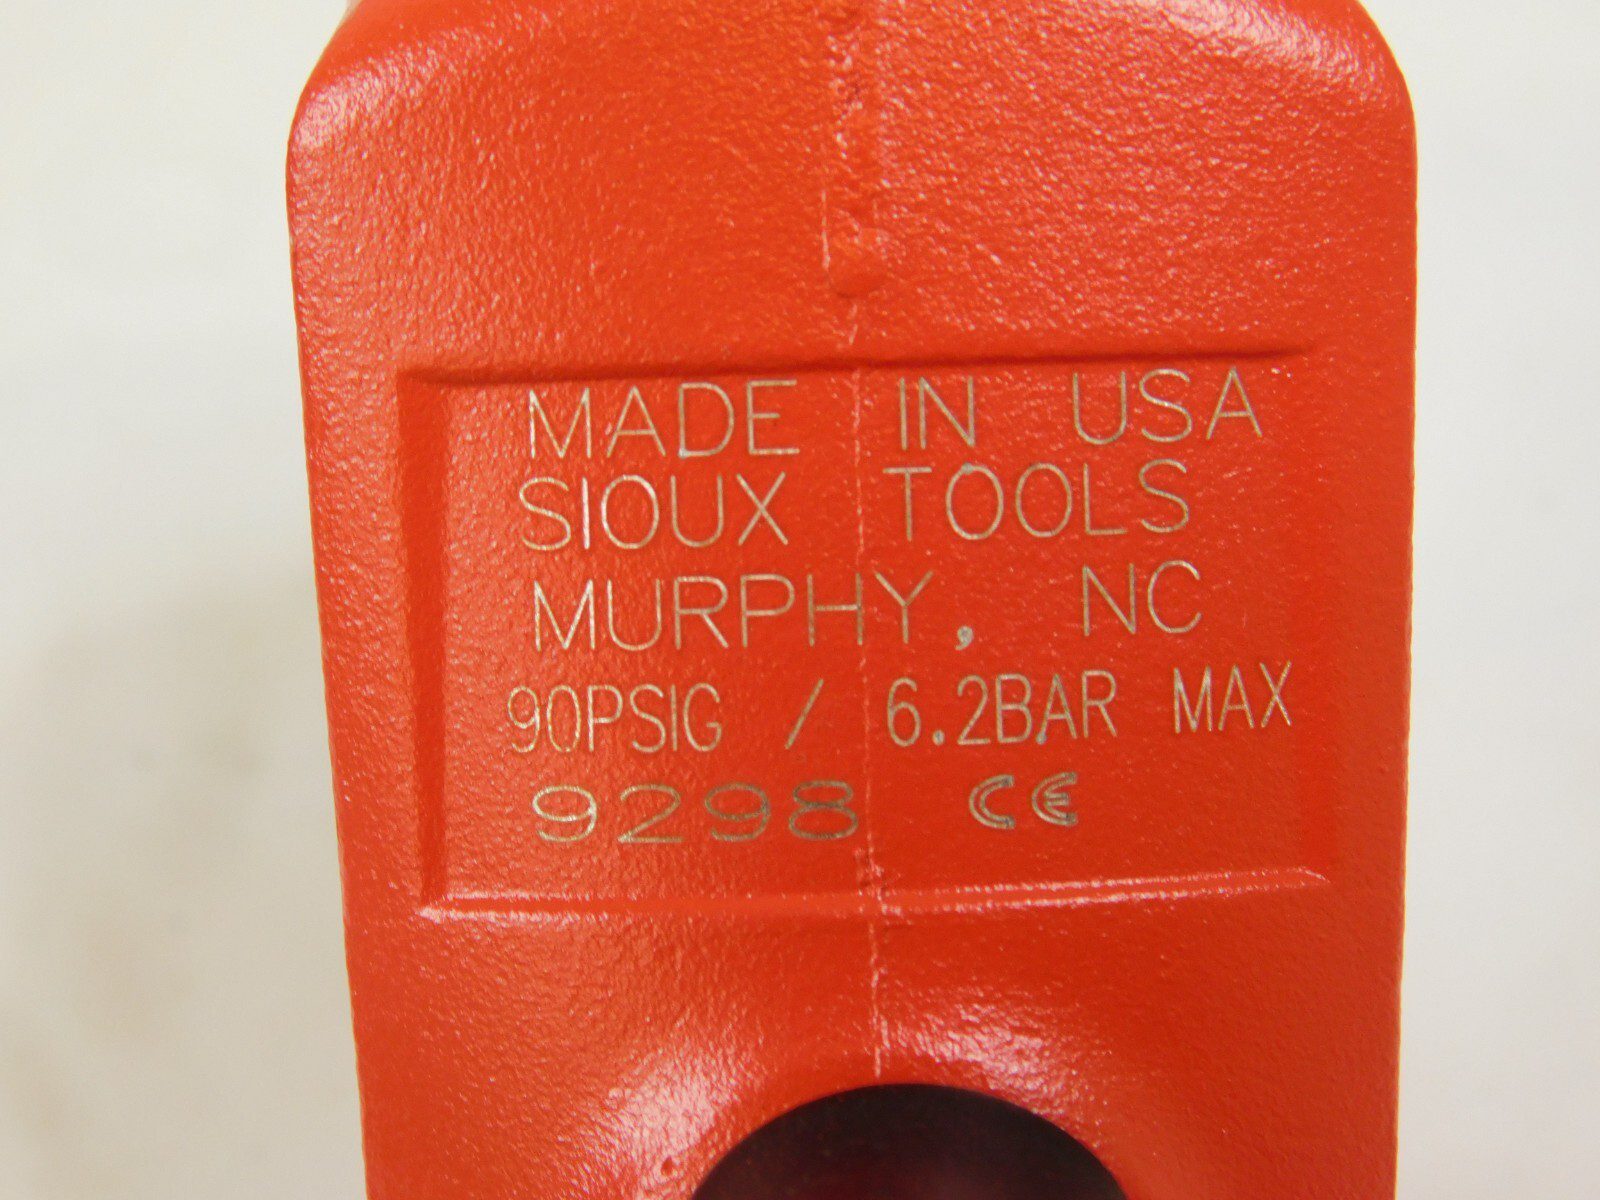 MADE IN USA
SIOUX TOOLS
MURPHY, NC
90PSIG / 6.2BAR MAX
9298 CE